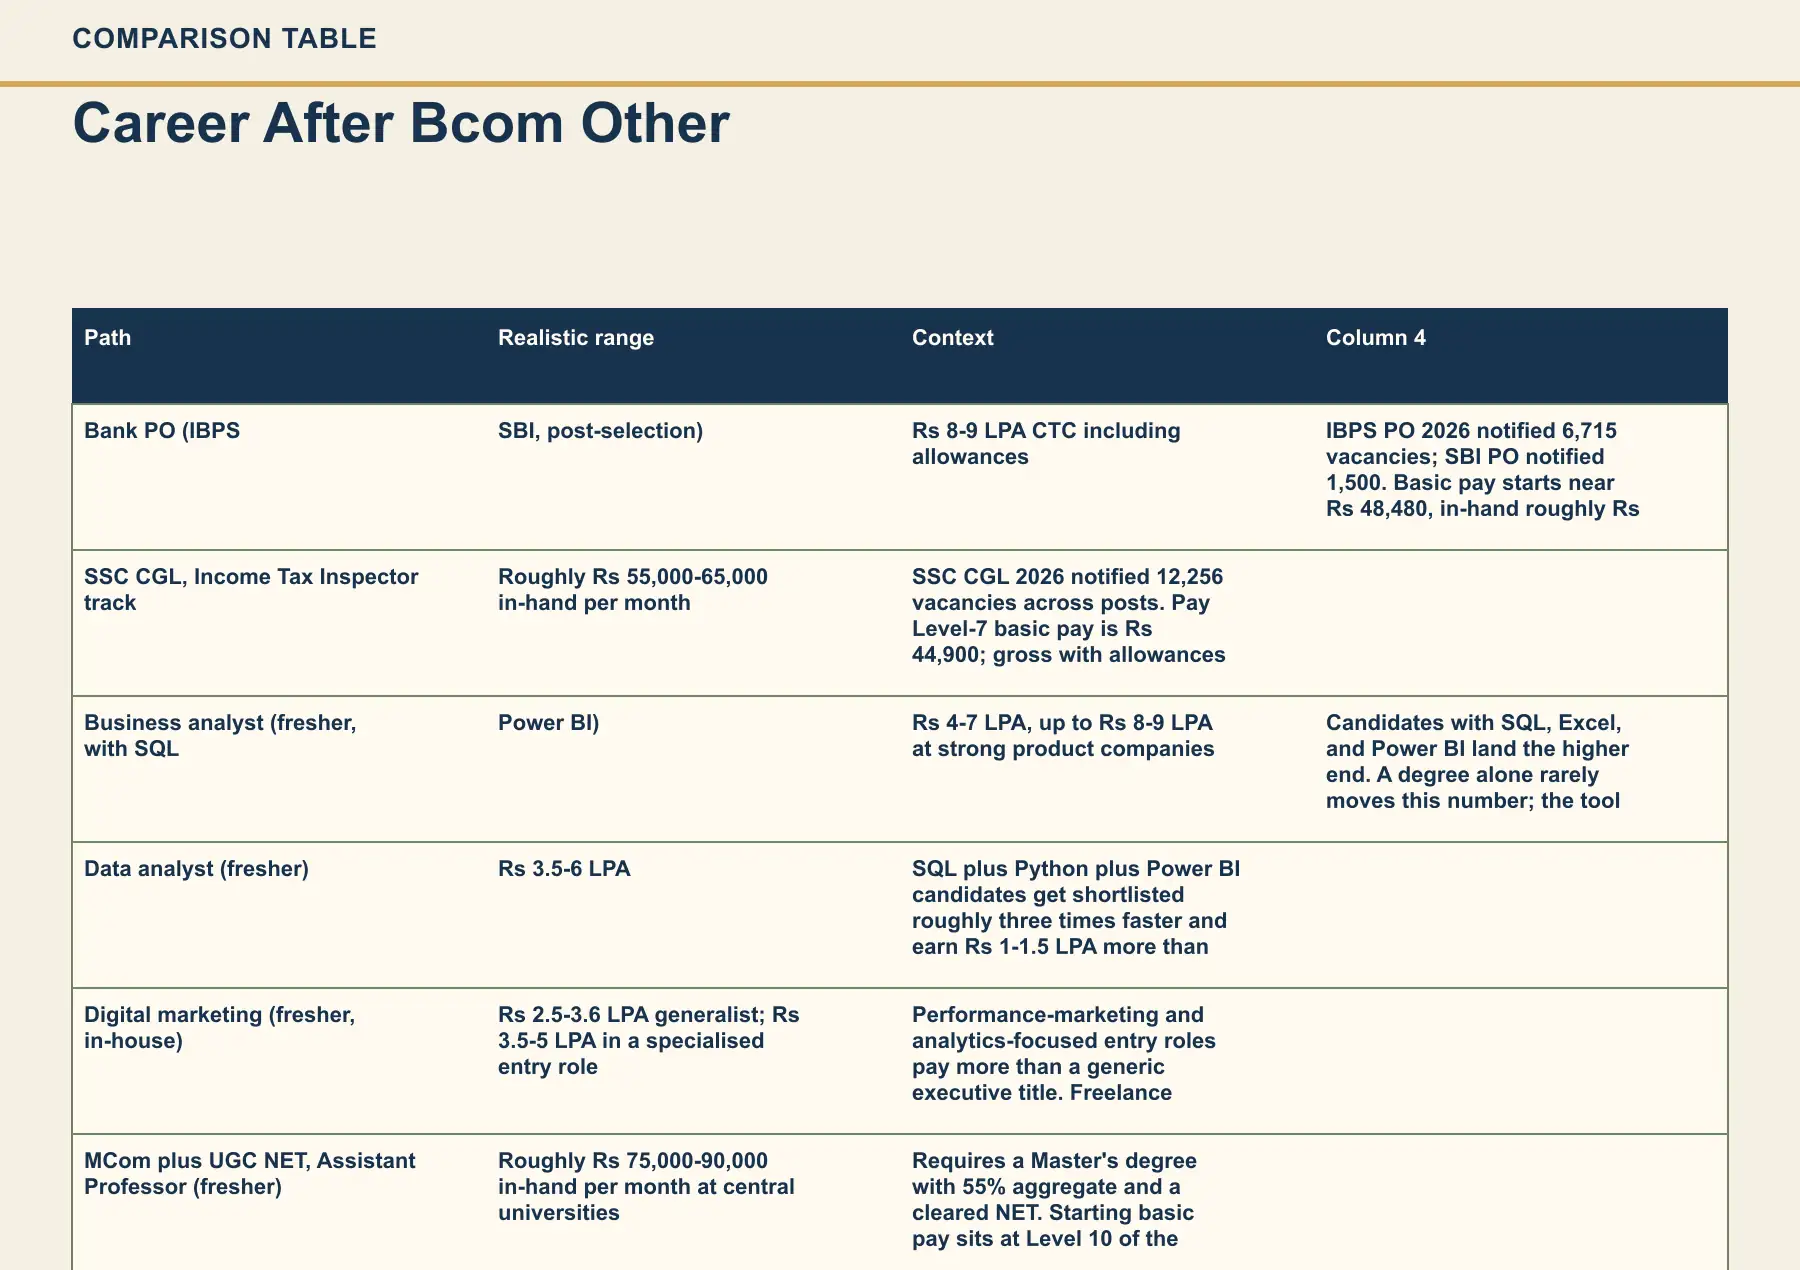 COMPARISON TABLE
Career After Bcom Other
Path
Realistic range
Context
Column 4
Bank PO (IBPS
SBI, post-selection)
Rs 8-9 LPA CTC including
allowances
IBPS PO 2026 notified 6,715
vacancies; SBI PO notified
1,500. Basic pay starts near
Rs 48,480, in-hand roughly Rs
SSC CGL, Income Tax Inspector
track
Roughly Rs 55,000-65,000
in-hand per month
SSC CGL 2026 notified 12,256
vacancies across posts. Pay
Level-7 basic pay is Rs
44,900; gross with allowances
Business analyst (fresher,
with SQL
Power BI)
Rs 4-7 LPA, up to Rs 8-9 LPA
at strong product companies
Candidates with SQL, Excel,
and Power BI land the higher
end. A degree alone rarely
moves this number; the tool
Data analyst (fresher)
Rs 3.5-6 LPA
SQL plus Python plus Power BI
candidates get shortlisted
roughly three times faster and
earn Rs 1-1.5 LPA more than
Digital marketing (fresher,
in-house)
Rs 2.5-3.6 LPA generalist; Rs
3.5-5 LPA in a specialised
entry role
Performance-marketing and
analytics-focused entry roles
pay more than a generic
executive title. Freelance
MCom plus UGC NET, Assistant
Professor (fresher)
Roughly Rs 75,000-90,000
in-hand per month at central
universities
Requires a Master's degree
with 55% aggregate and a
cleared NET. Starting basic
pay sits at Level 10 of the